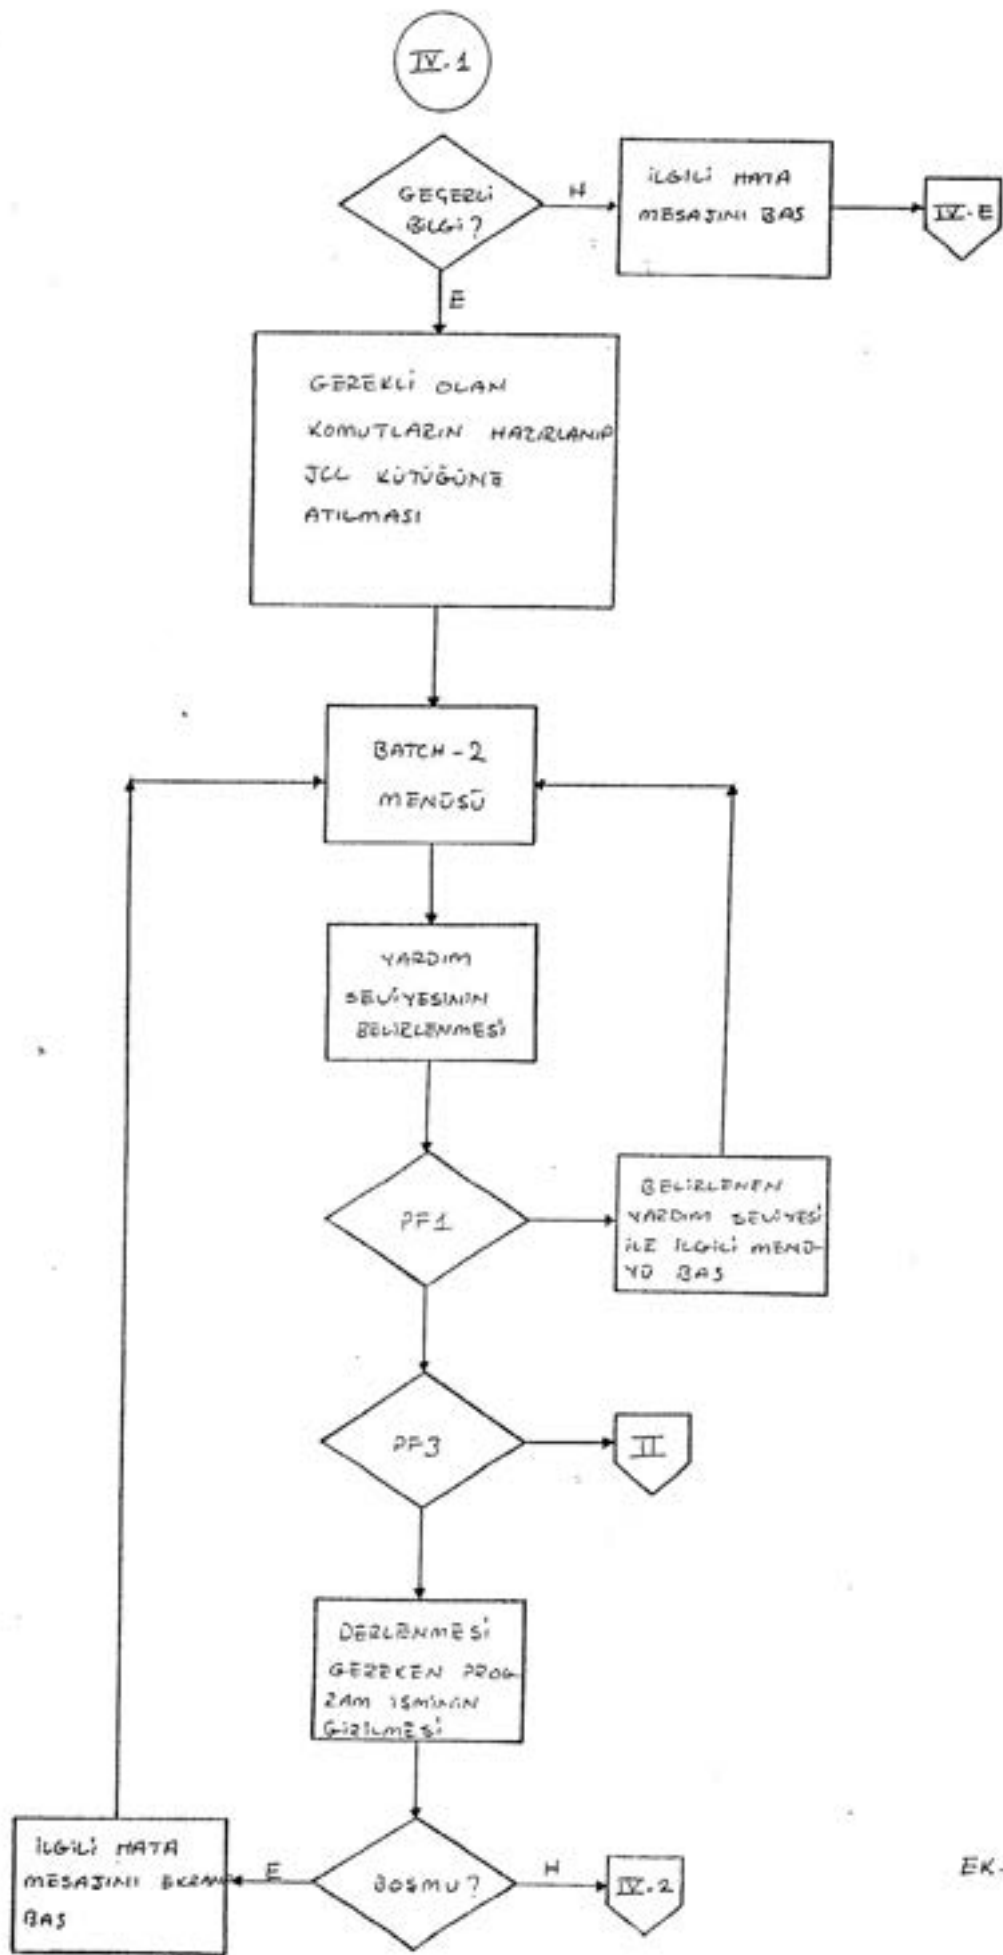 IV.1
GEÇERLİ
BİLGİ?
H
İLGİLİ HATA
MESAJINI BAS
IV-E
E
GEREKLİ OLAN
KOMUTLARIN HAZIRLANIP
JCL KÜTÜĞÜNE
ATILMASI
BATCH-2
MENÜSÜ
YARDIM
SEVİYESİNİN
BELİRLENMESİ
PF1
BELİRLENEN
YARDIM SEVİYESİ
İLE İLGİLİ MENÜ-
YÜ BAS
PF3
II
DERLENMESİ
GEREKEN PROG
RAM İSMİNİN
GİRİLMESİ
İLGİLİ HATA
MESAJINI EKRANA
BAS
E
BOŞMU?
H
IV.2
EK-